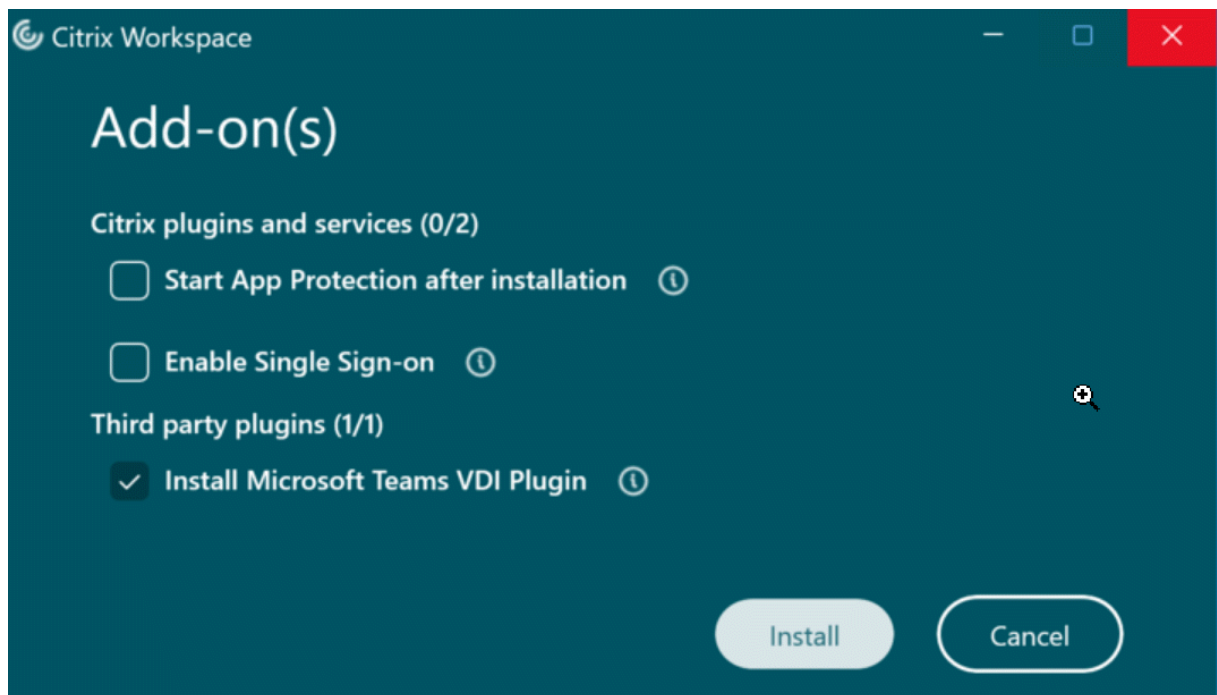 Citrix Workspace
Add-on(s)
Citrix plugins and services (0/2)
Start App Protection after installation
Enable Single Sign-on
Third party plugins (1/1)
Install Microsoft Teams VDI Plugin
Install Cancel